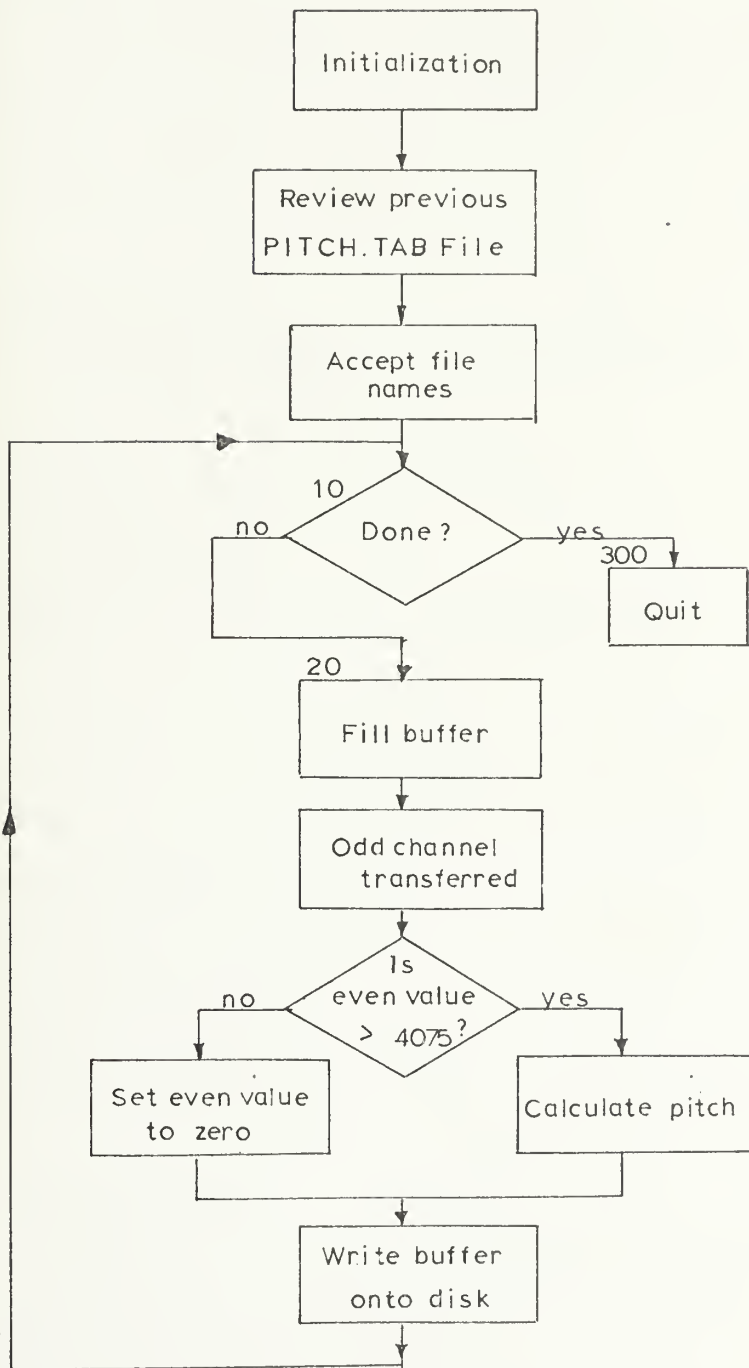 Initialization
Review previous
PITCH.TAB File
Accept file
names
10
Done?
no
yes
300
Quit
20
Fill buffer
Odd channel
transferred
Is
even value
> 4075?
no
yes
Set even value
to zero
Calculate pitch
Write buffer
onto disk